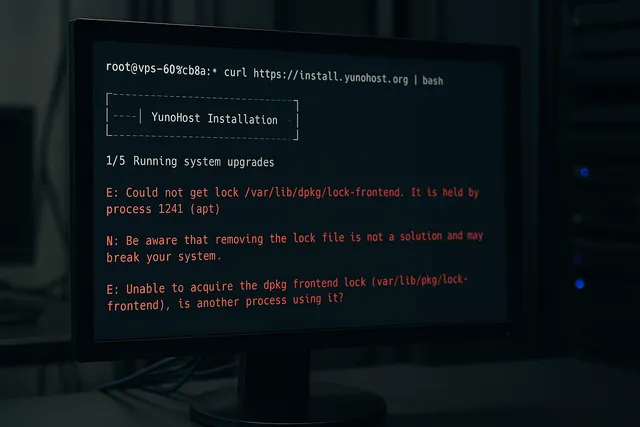 root@vps-60%cb8a:* curl https://install.yunohost.org | bash
YunoHost Installation
1/5 Running system upgrades
E: Could not get lock /var/lib/dpkg/lock-frontend. It is held by
process 1241 (apt)
N: Be aware that removing the lock file is not a solution and may
break your system.
E: Unable to acquire the dpkg frontend lock (var/lib/pkg/lock-
frontend), is another process using it?